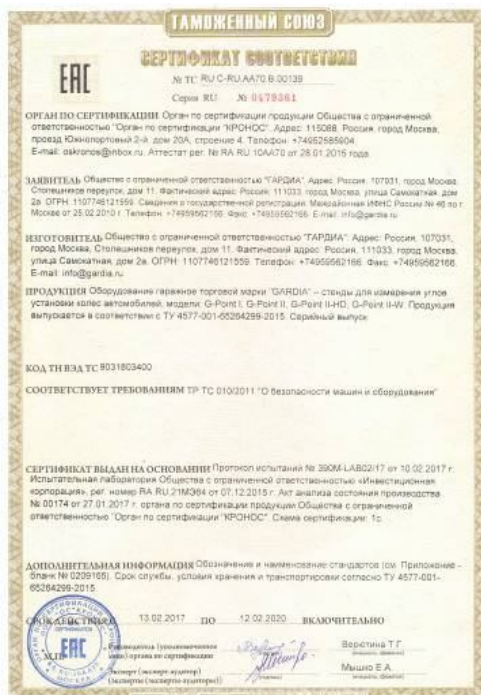 ТАМОЖЕННЫЙ СОЮЗ
СЕРТИФИКАТ СООТВЕТСТВИЯ
ЕАС
№ ТС RU C-RU.АА70.В.00139
Серия RU № 0479361
ОРГАН ПО СЕРТИФИКАЦИИ Орган по сертификации продукции Общества с ограниченной
ответственностью "Орган по сертификации "КРОНОС". Адрес: 115088, Россия, город Москва,
проезд Южнопортовый 2-й, дом 20А, строение 4. Телефон: +74952585904.
E-mail: oskronos@inbox.ru. Аттестат рег. № RA.RU.10АА70 от 28.01.2015 года.
ЗАЯВИТЕЛЬ Общество с ограниченной ответственностью "ГАРДИА". Адрес: Россия, 107031, город Москва,
Столешников переулок, дом 11. Фактический адрес: Россия, 111033, город Москва, улица Самокатная, дом
2а. ОГРН: 1107746121559. Сведения о государственной регистрации: Межрайонная ИФНС России № 46 по г.
Москве от 25.02.2010 г. Телефон: +74959562166. Факс: +74959562166. E-mail: info@gardia.ru
ИЗГОТОВИТЕЛЬ Общество с ограниченной ответственностью "ГАРДИА". Адрес: Россия, 107031,
город Москва, Столешников переулок, дом 11. Фактический адрес: Россия, 111033, город Москва,
улица Самокатная, дом 2а. ОГРН: 1107746121559. Телефон: +74959562166. Факс: +74959562166.
E-mail: info@gardia.ru
ПРОДУКЦИЯ Оборудование гаражное торговой марки "GARDIA" – стенды для измерения углов
установки колес автомобилей, модели: G-Point I, G-Point II, G-Point II-HD, G-Point II-W. Продукция
выпускается в соответствии с ТУ 4577-001-65264299-2015. Серийный выпуск.
КОД ТН ВЭД ТС 9031803400
СООТВЕТСТВУЕТ ТРЕБОВАНИЯМ ТР ТС 010/2011 "О безопасности машин и оборудования"
СЕРТИФИКАТ ВЫДАН НА ОСНОВАНИИ Протокол испытаний № 390М-LAB02/17 от 10.02.2017 г.
Испытательная лаборатория Общества с ограниченной ответственностью «Инвестиционная
корпорация», рег. номер RA.RU.21МЭ64 от 07.12.2015 г. Акт анализа состояния производства
№ 00174 от 27.01.2017 г. органа по сертификации продукции Общества с ограниченной
ответственностью "Орган по сертификации "КРОНОС". Схема сертификации: 1с.
ДОПОЛНИТЕЛЬНАЯ ИНФОРМАЦИЯ Обозначение и наименование стандартов (см. Приложение -
бланк № 0209165). Срок службы, условия хранения и транспортировки согласно ТУ 4577-001-
65264299-2015.
СРОК ДЕЙСТВИЯ С 13.02.2017 ПО 12.02.2020 ВКЛЮЧИТЕЛЬНО
ЕАС
М.П.
Руководитель (уполномоченное
лицо) органа по сертификации
Верютина Т.Г.
Эксперт (эксперт-аудитор)
(эксперты (эксперты-аудиторы))
Мышко Е.А.